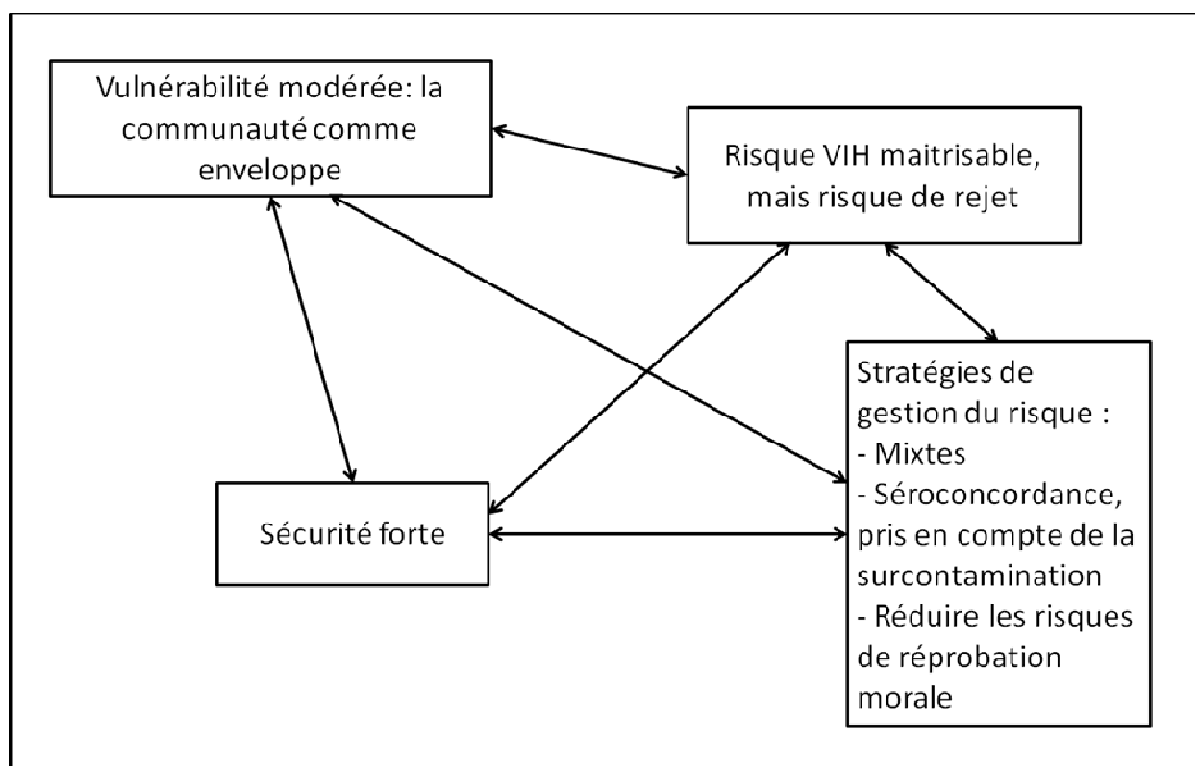 Vulnérabilité modérée: la
communauté comme
enveloppe
Risque VIH maitrisable,
mais risque de rejet
Stratégies de
gestion du risque :
- Mixtes
- Séroconcordance,
pris en compte de la
surcontamination
- Réduire les risques
de réprobation
morale
Sécurité forte